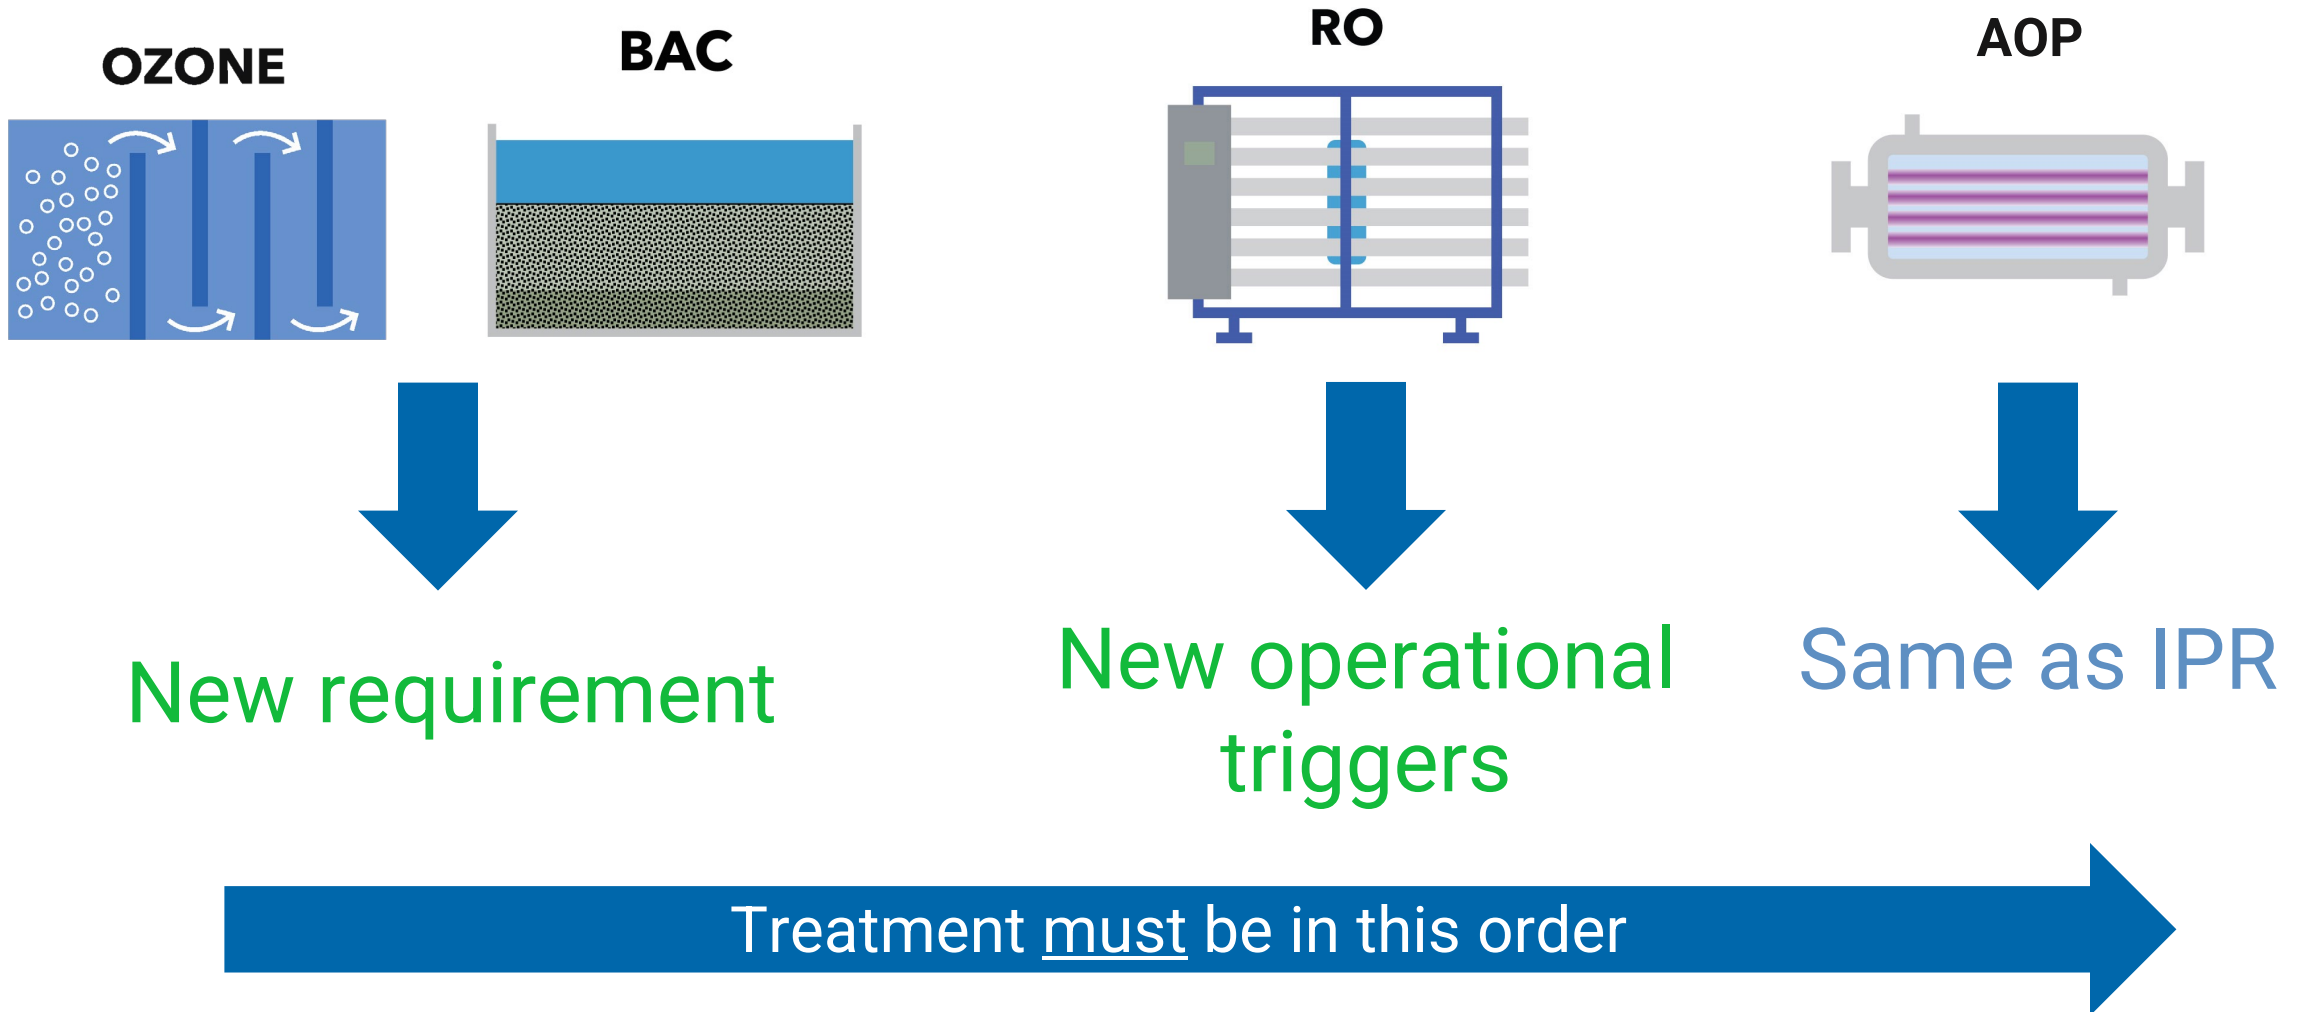 OZONE
BAC
RO
AOP
New requirement
New operational
triggers
Same as IPR
Treatment must be in this order